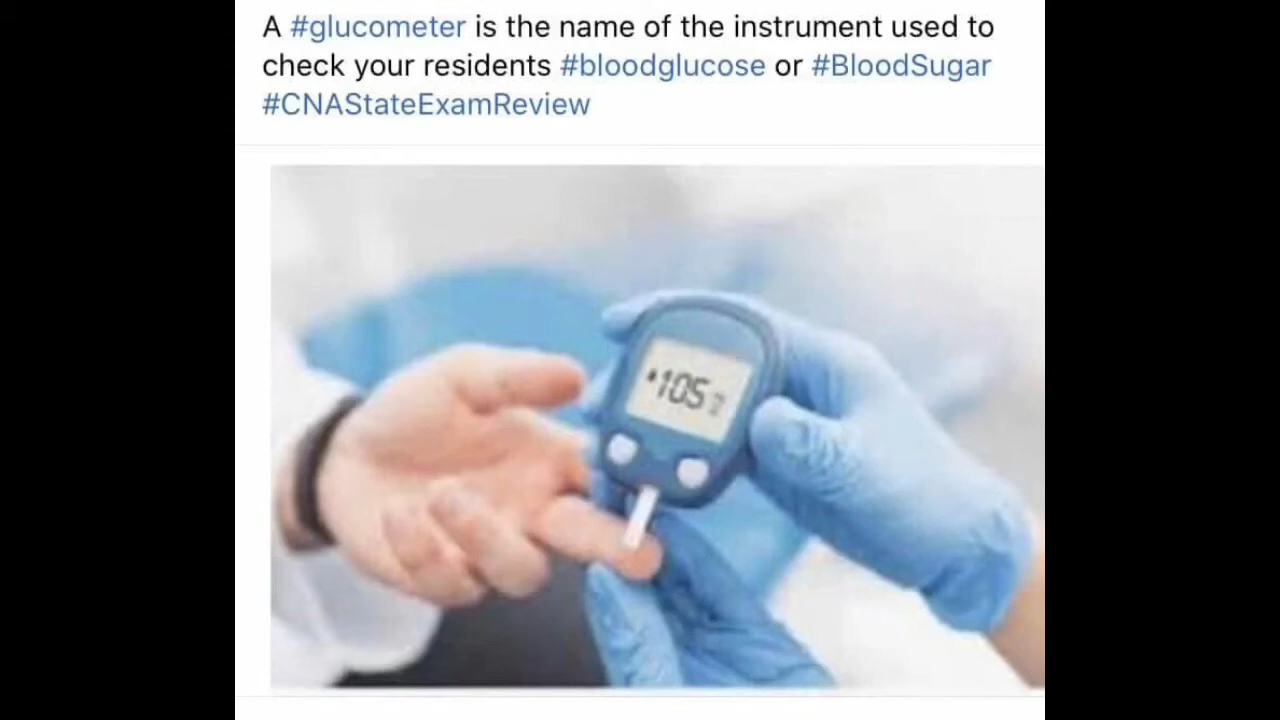 A #glucometer is the name of the instrument used to
check your residents #bloodglucose or #BloodSugar
#CNAStateExamReview
105